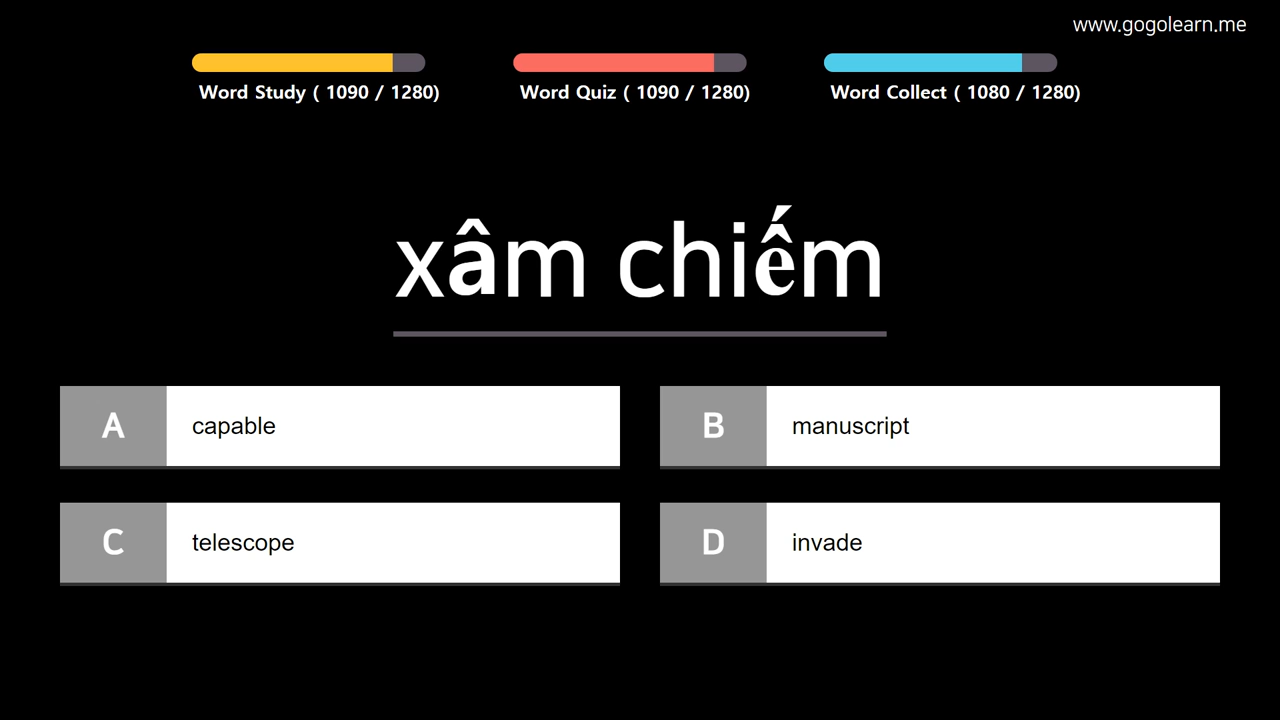 www.gogolearn.me
Word Study ( 1090 / 1280)
Word Quiz ( 1090 / 1280)
Word Collect ( 1080 / 1280)
xâm chiếm
A capable
B manuscript
C telescope
D invade